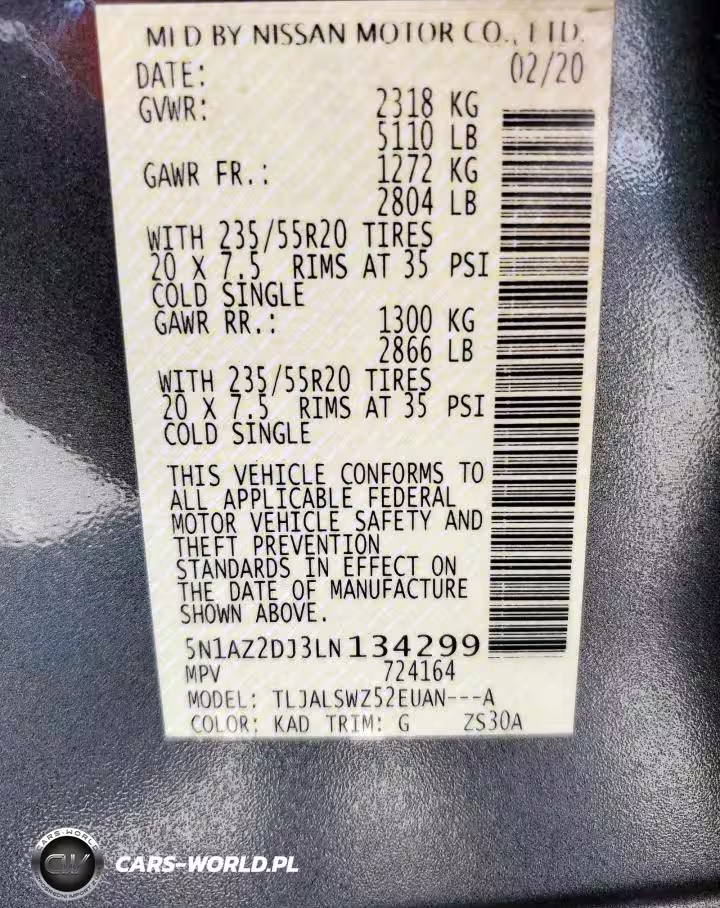 MFD BY NISSAN MOTOR CO., LTD.
DATE: 02/20
GVWR: 2318 KG
5110 LB
GAWR FR.: 1272 KG
2804 LB
WITH 235/55R20 TIRES
20 X 7.5 RIMS AT 35 PSI
COLD SINGLE
GAWR RR.: 1300 KG
2866 LB
WITH 235/55R20 TIRES
20 X 7.5 RIMS AT 35 PSI
COLD SINGLE
THIS VEHICLE CONFORMS TO
ALL APPLICABLE FEDERAL
MOTOR VEHICLE SAFETY AND
THEFT PREVENTION
STANDARDS IN EFFECT ON
THE DATE OF MANUFACTURE
SHOWN ABOVE.
5N1AZ2DJ3LN134299
MPV 724164
MODEL: TLJALSWZ52EUAN---A
COLOR: KAD TRIM: G ZS30A
CARS-WORLD
CW
CARS-WORLD.PL